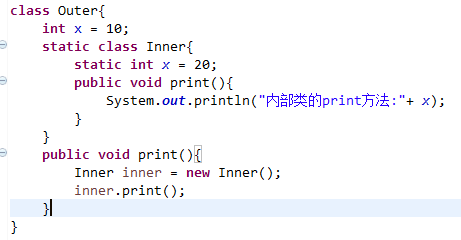 class Outer{
    int x = 10;
    static class Inner{
        static int x = 20;
        public void print(){
            System.out.println("内部类的print方法:"+ x);
        }
    }
    public void print(){
        Inner inner = new Inner();
        inner.print();
    }
}